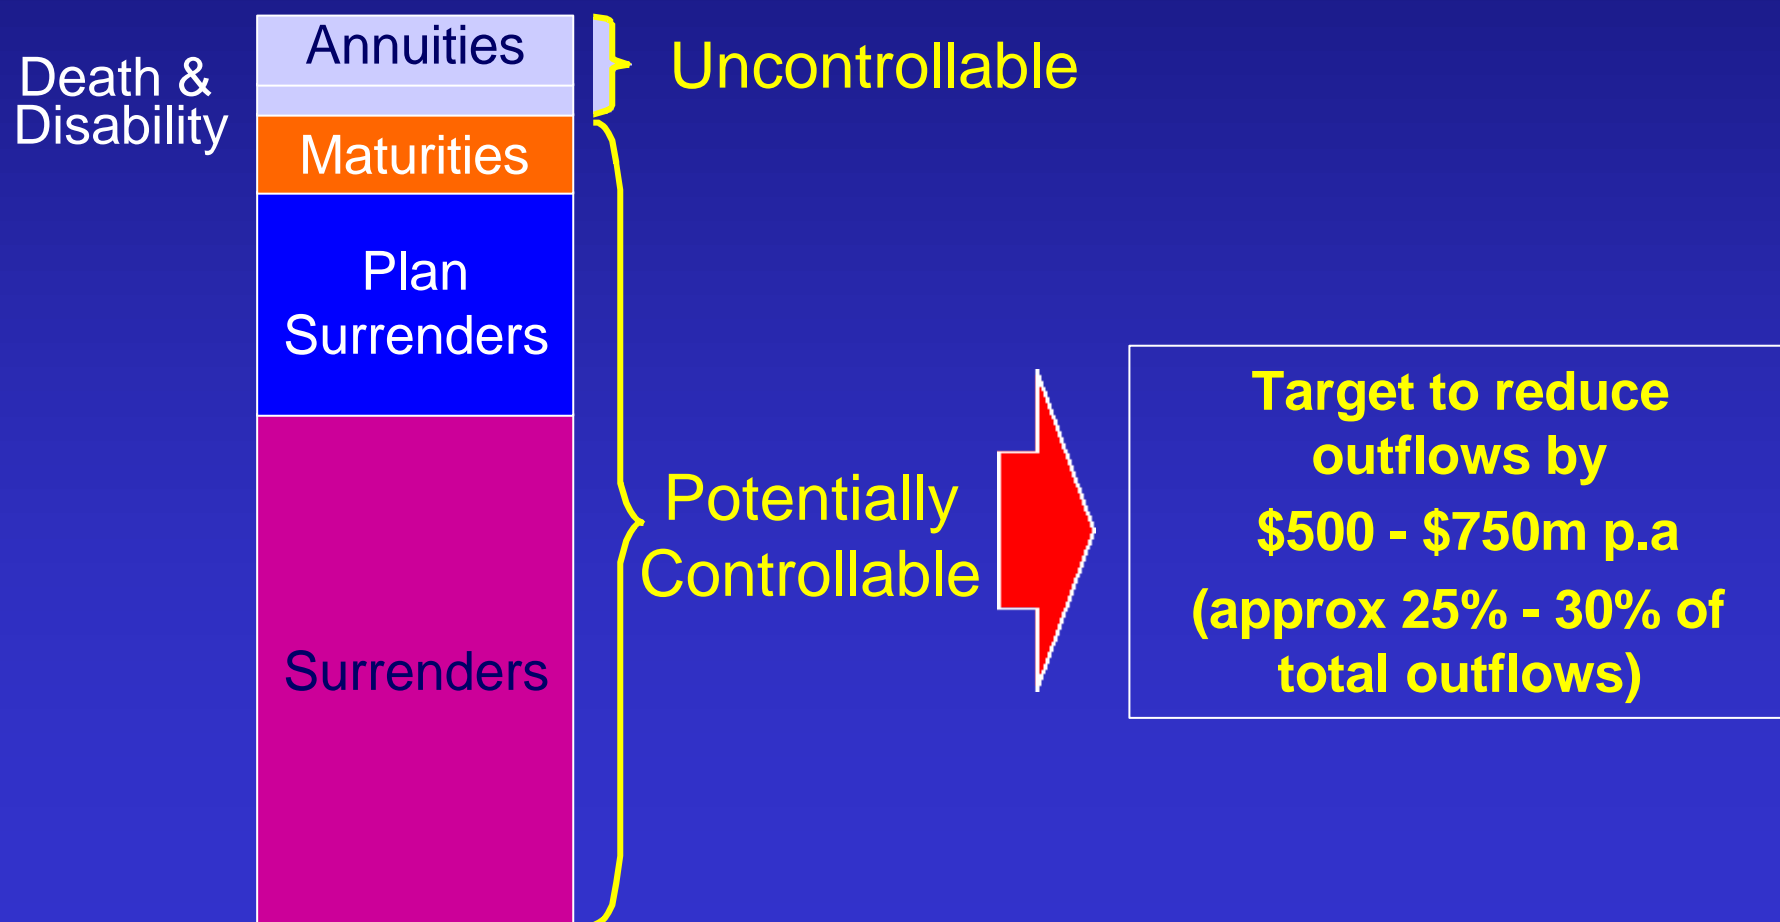 Death &
Disability
Annuities
Maturities
Plan
Surrenders
Surrenders
Uncontrollable
Potentially
Controllable
Target to reduce
outflows by
$500 - $750m p.a
(approx 25% - 30% of
total outflows)